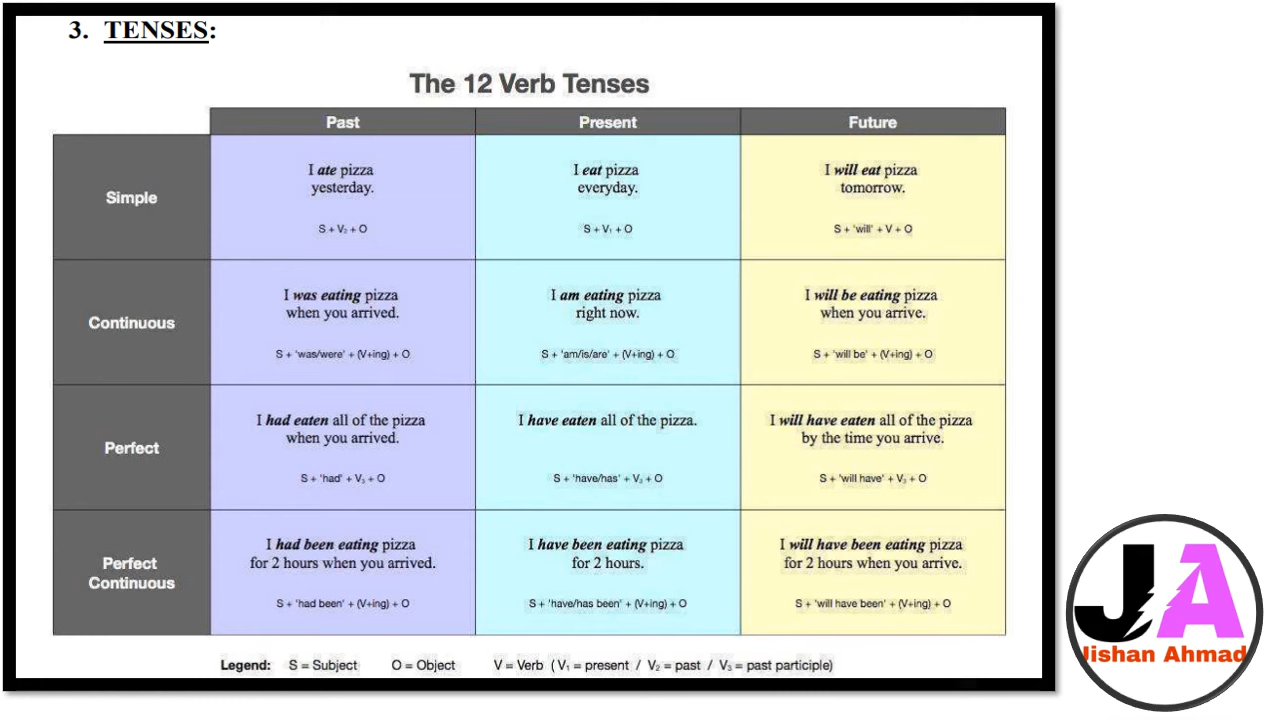 3. TENSES:
The 12 Verb Tenses
Past Present Future
Simple
I ate pizza
yesterday.
S + V₂ + O
I eat pizza
everyday.
S + V₁ + O
I will eat pizza
tomorrow.
S + 'will' + V + O
Continuous
I was eating pizza
when you arrived.
S + 'was/were' + (V+ing) + O
I am eating pizza
right now.
S + 'am/is/are' + (V+ing) + O
I will be eating pizza
when you arrive.
S + 'will be' + (V+ing) + O
Perfect
I had eaten all of the pizza
when you arrived.
S + 'had' + V₃ + O
I have eaten all of the pizza.
S + 'have/has' + V₃ + O
I will have eaten all of the pizza
by the time you arrive.
S + 'will have' + V₃ + O
Perfect
Continuous
I had been eating pizza
for 2 hours when you arrived.
S + 'had been' + (V+ing) + O
I have been eating pizza
for 2 hours.
S + 'have/has been' + (V+ing) + O
I will have been eating pizza
for 2 hours when you arrive.
S + 'will have been' + (V+ing) + O
Legend: S = Subject O = Object V = Verb ( V₁ = present / V₂ = past / V₃ = past participle)
JA
Jishan Ahmad